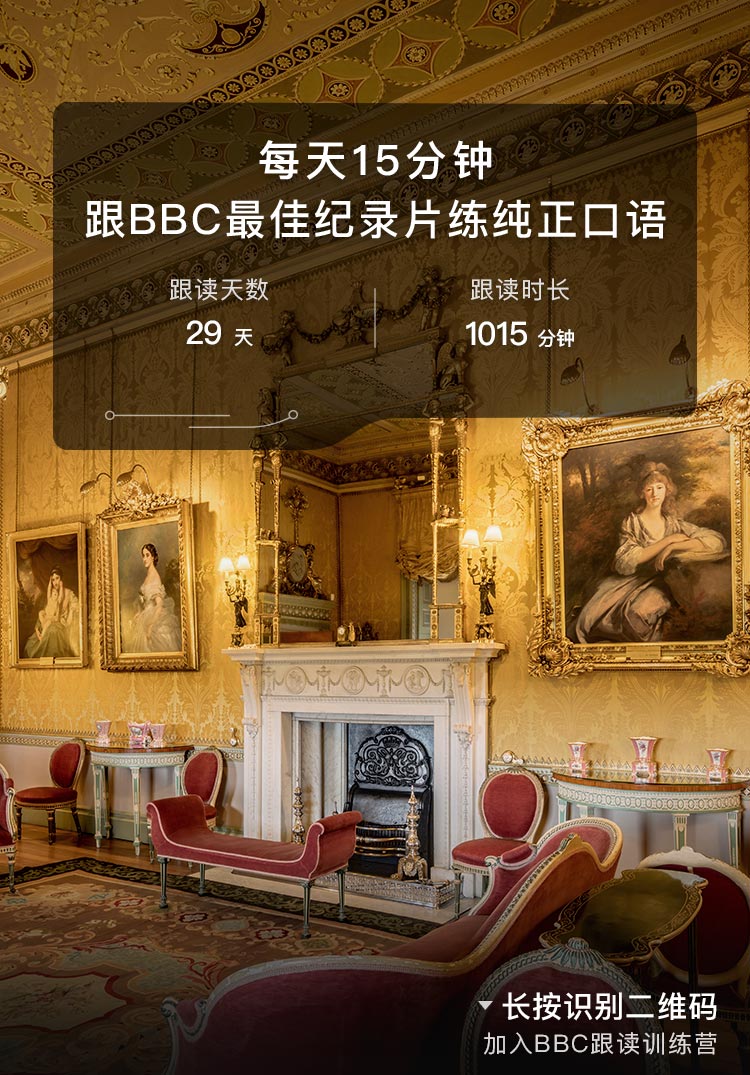 每天15分钟
跟BBC最佳纪录片练纯正口语
跟读天数
跟读时长
29 天
1015 分钟
长按识别二维码
加入BBC跟读训练营